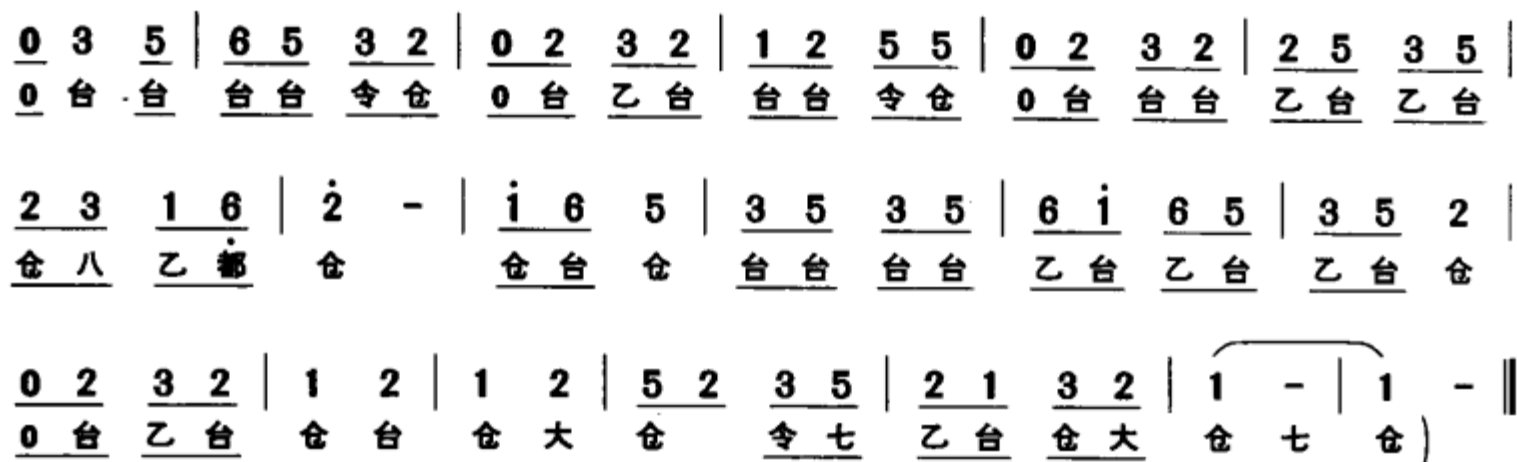 0 3 5 | 6 5 3 2 | 0 2 3 2 | 1 2 5 5 | 0 2 3 2 | 2 5 3 5 |
0 台 台 台 台 令 仓 0 台 乙 台 台 台 令 仓 0 台 台 台 乙 台 乙 台
2 3 1 6̣ | 2̇ - | 1̇ 6 5 | 3 5 3 5 | 6 1̇ 6 5 | 3 5 2 |
仓 八 乙 都 仓 仓 台 仓 台 台 台 台 乙 台 乙 台 乙 台 仓
0 2 3 2 | 1 2 | 1 2 | 5 2 3 5 | 2 1 3 2 | 1 - | 1 - ‖
0 台 乙 台 仓 台 仓 大 仓 令 七 乙 台 仓 大 仓 七 仓 )